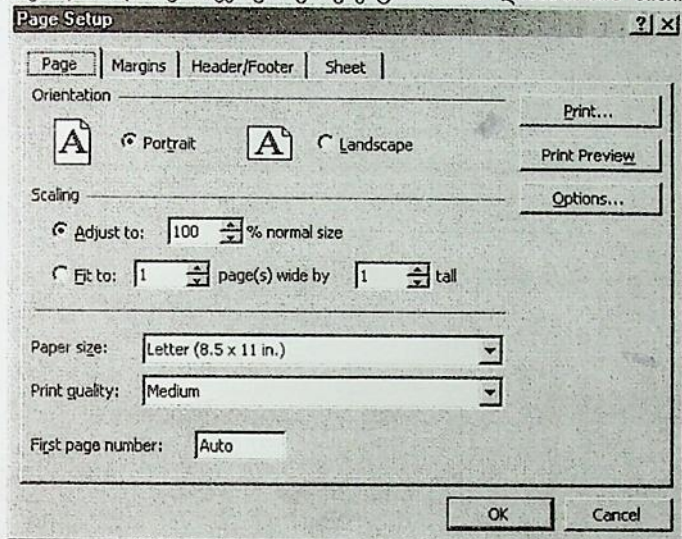 Page Setup
Page Margins Header/Footer Sheet
Orientation
Print...
A Portrait A Landscape
Print Preview
Scaling
Options...
Adjust to: 100 % normal size
Fit to: 1 page(s) wide by 1 tall
Paper size: Letter (8.5 x 11 in.)
Print quality: Medium
First page number: Auto
OK Cancel